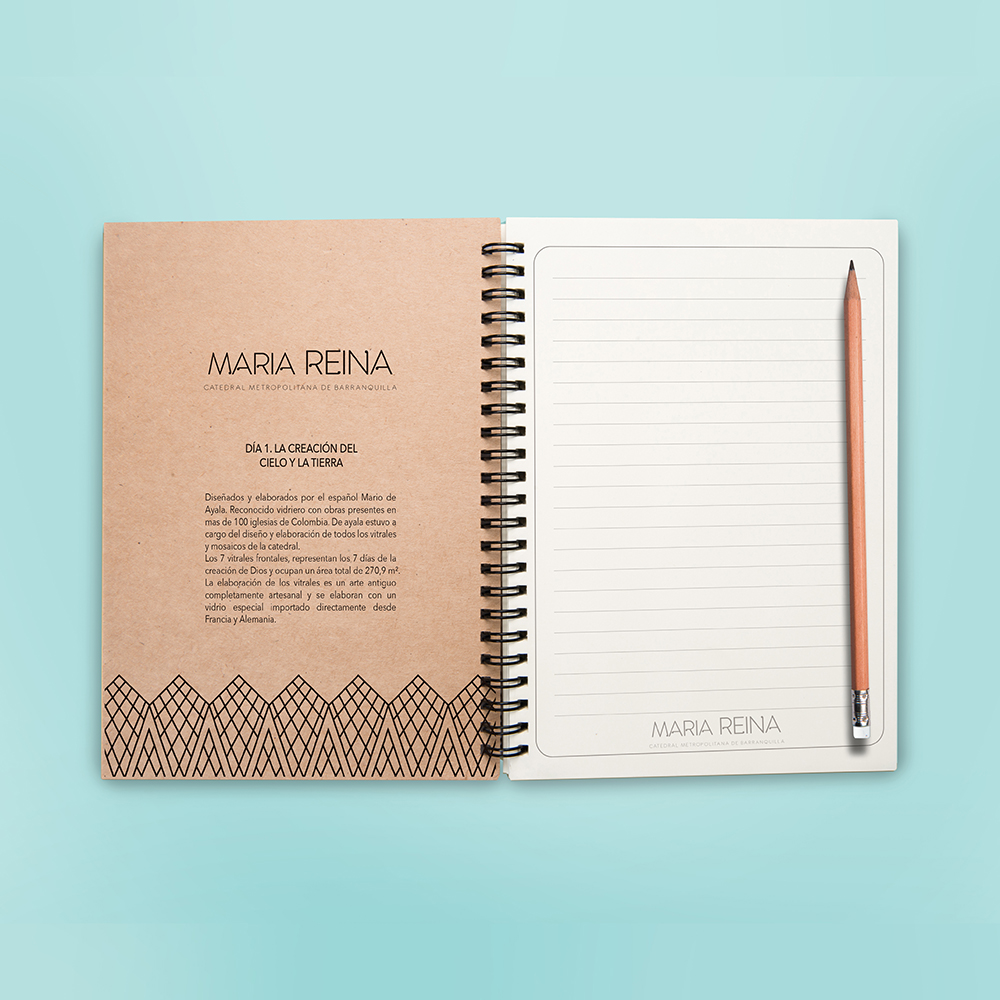 MARIA REINA
CATEDRAL METROPOLITANA DE BARRANQUILLA
DÍA 1. LA CREACIÓN DEL
CIELO Y LA TIERRA
Diseñados y elaborados por el español Mario de
Ayala. Reconocido vidriero con obras presentes en
mas de 100 iglesias de Colombia. De ayala estuvo a
cargo del diseño y elaboración de todos los vitrales
y mosaicos de la catedral.
Los 7 vitrales frontales, representan los 7 días de la
creación de Dios y ocupan un área total de 270,9 m².
La elaboración de los vitrales es un arte antiguo
completamente artesanal y se elaboran con un
vidrio especial importado directamente desde
Francia y Alemania.
MARIA REINA
CATEDRAL METROPOLITANA DE BARRANQUILLA